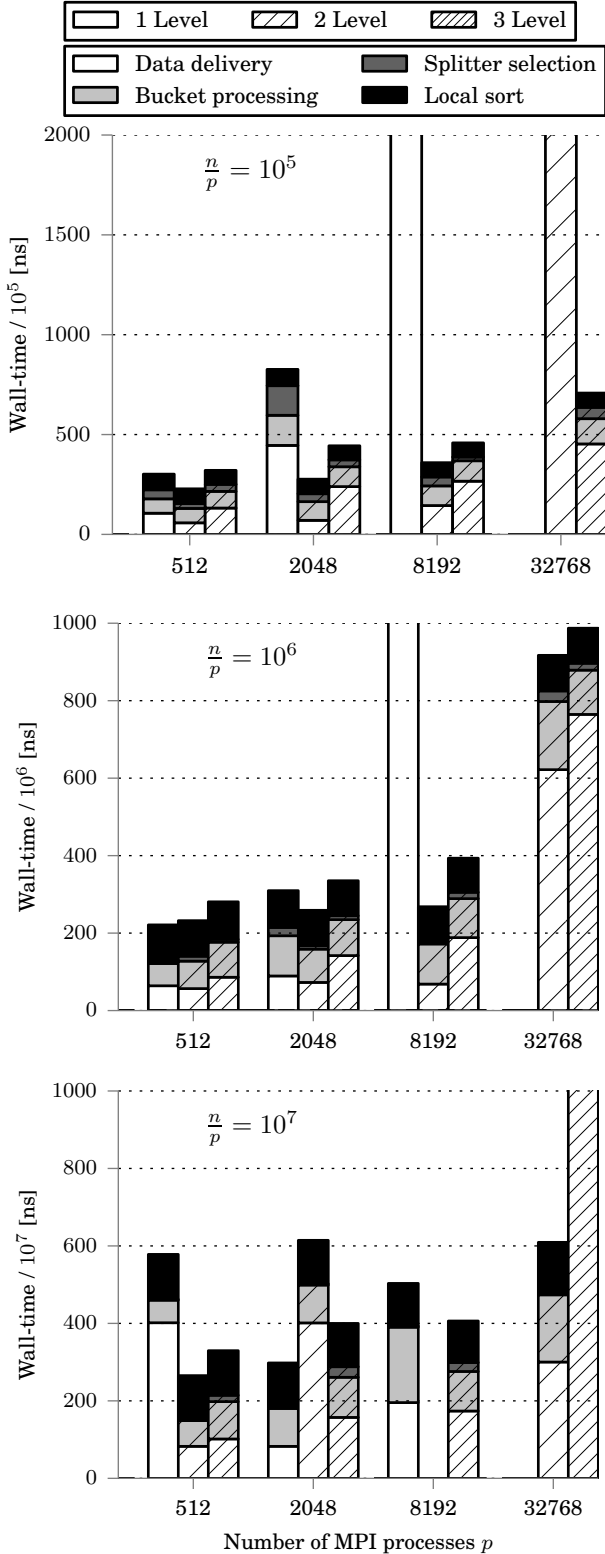 1 Level 2 Level 3 Level
Data delivery Splitter selection
Bucket processing Local sort
2000
1500
1000
500
0
n/p = 10^5
Wall-time / 10^5 [ns]
512 2048 8192 32768
1000
800
600
400
200
0
n/p = 10^6
Wall-time / 10^6 [ns]
512 2048 8192 32768
1000
800
600
400
200
0
n/p = 10^7
Wall-time / 10^7 [ns]
512 2048 8192 32768
Number of MPI processes p